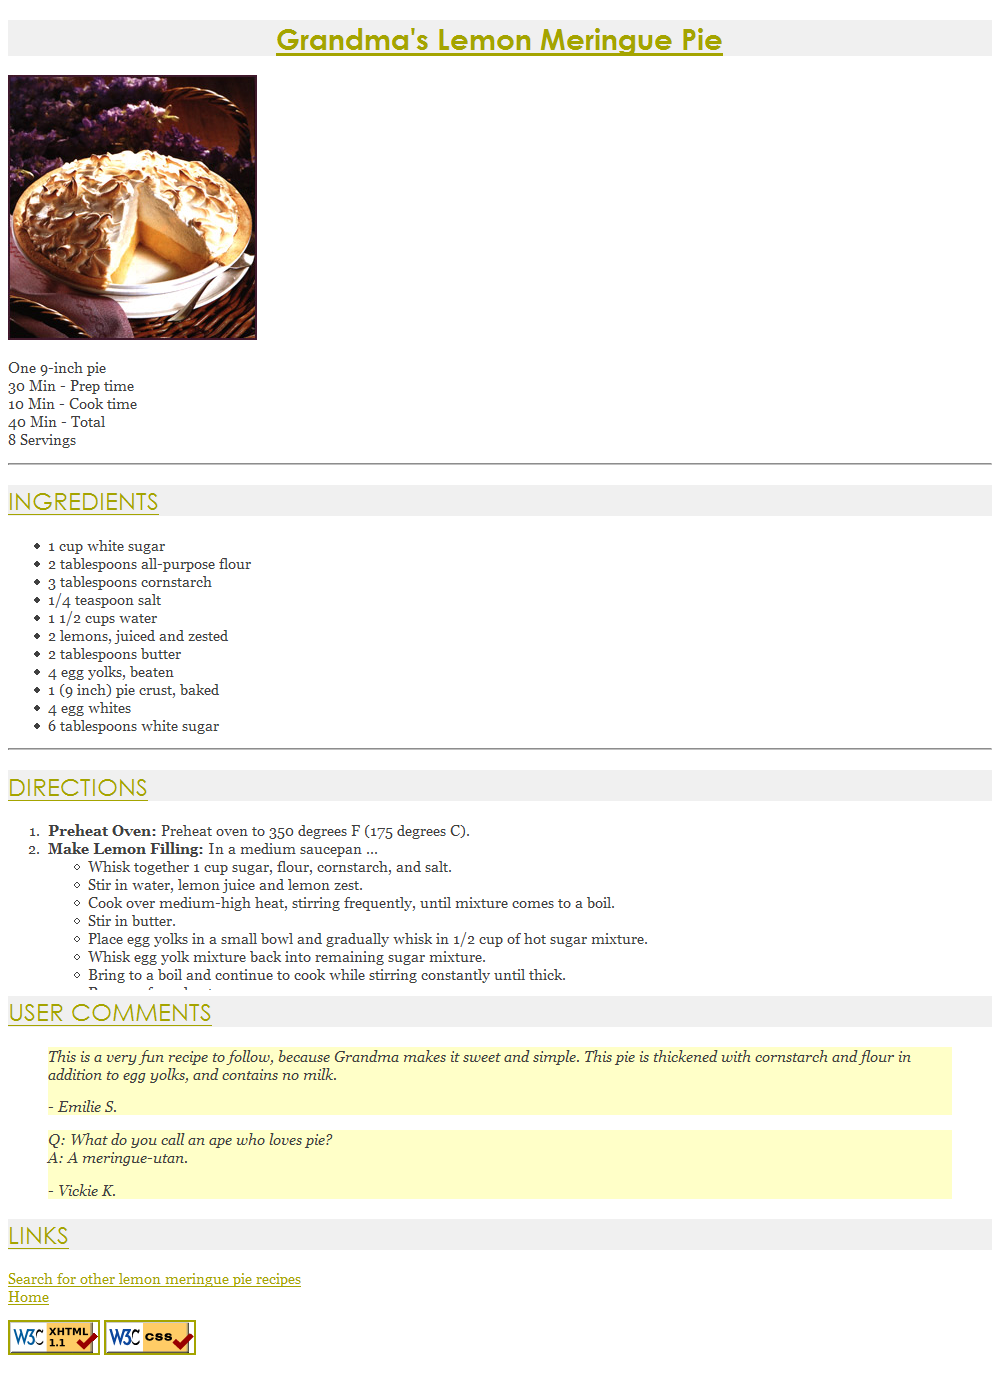 Grandma's Lemon Meringue Pie
One 9-inch pie
30 Min - Prep time
10 Min - Cook time
40 Min - Total
8 Servings
INGREDIENTS
1 cup white sugar
2 tablespoons all-purpose flour
3 tablespoons cornstarch
1/4 teaspoon salt
1 1/2 cups water
2 lemons, juiced and zested
2 tablespoons butter
4 egg yolks, beaten
1 (9 inch) pie crust, baked
4 egg whites
6 tablespoons white sugar
DIRECTIONS
1. Preheat Oven: Preheat oven to 350 degrees F (175 degrees C).
2. Make Lemon Filling: In a medium saucepan ...
Whisk together 1 cup sugar, flour, cornstarch, and salt.
Stir in water, lemon juice and lemon zest.
Cook over medium-high heat, stirring frequently, until mixture comes to a boil.
Stir in butter.
Place egg yolks in a small bowl and gradually whisk in 1/2 cup of hot sugar mixture.
Whisk egg yolk mixture back into remaining sugar mixture.
Bring to a boil and continue to cook while stirring constantly until thick.
USER COMMENTS
This is a very fun recipe to follow, because Grandma makes it sweet and simple. This pie is thickened with cornstarch and flour in
addition to egg yolks, and contains no milk.
- Emilie S.
Q: What do you call an ape who loves pie?
A: A meringue-utan.
- Vickie K.
LINKS
Search for other lemon meringue pie recipes
Home
W3C XHTML 1.1 W3C css